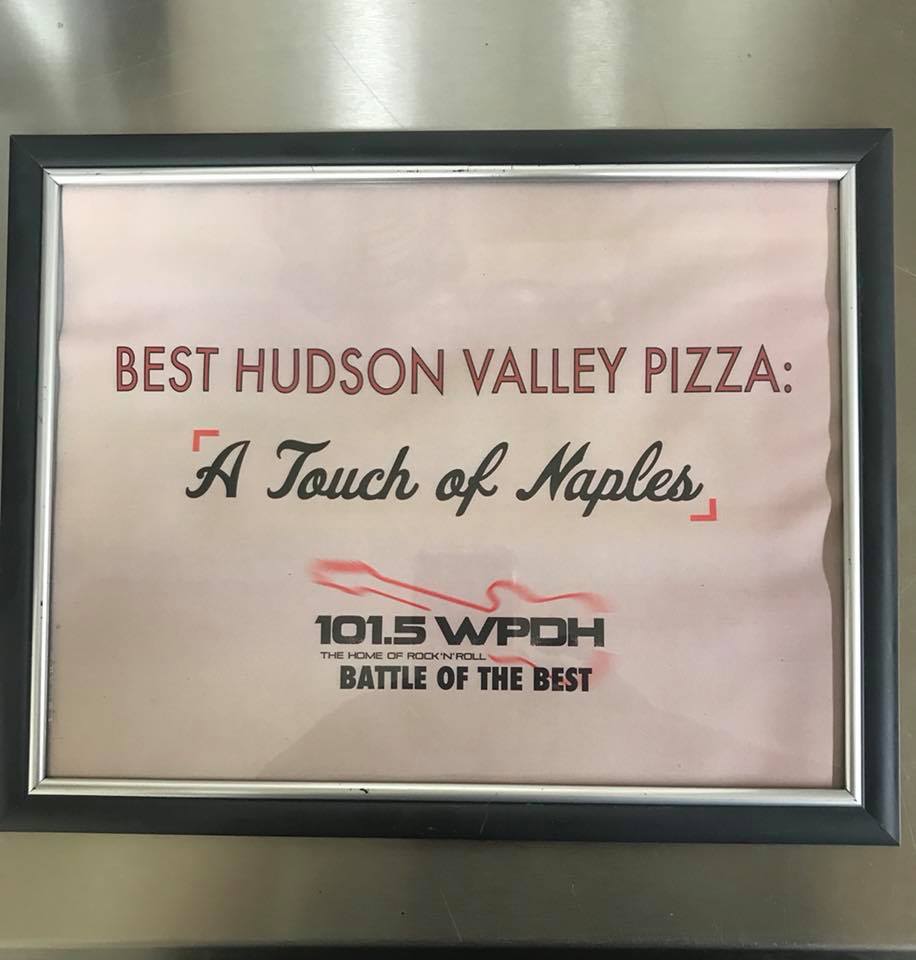 BEST HUDSON VALLEY PIZZA:
A Touch of Naples
101.5 WPDH
THE HOME OF ROCK'N'ROLL
BATTLE OF THE BEST